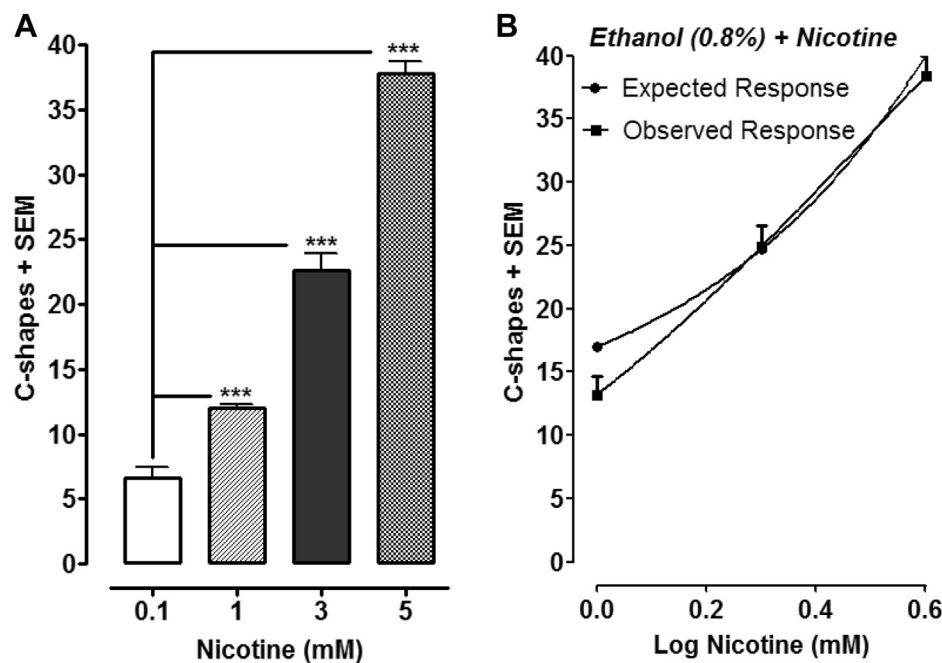 A
C-shapes + SEM
40
35
30
25
20
15
10
5
0
***
***
***
0.1 1 3 5
Nicotine (mM)
B
Ethanol (0.8%) + Nicotine
Expected Response
Observed Response
C-shapes + SEM
40
35
30
25
20
15
10
5
0
0.0 0.2 0.4 0.6
Log Nicotine (mM)